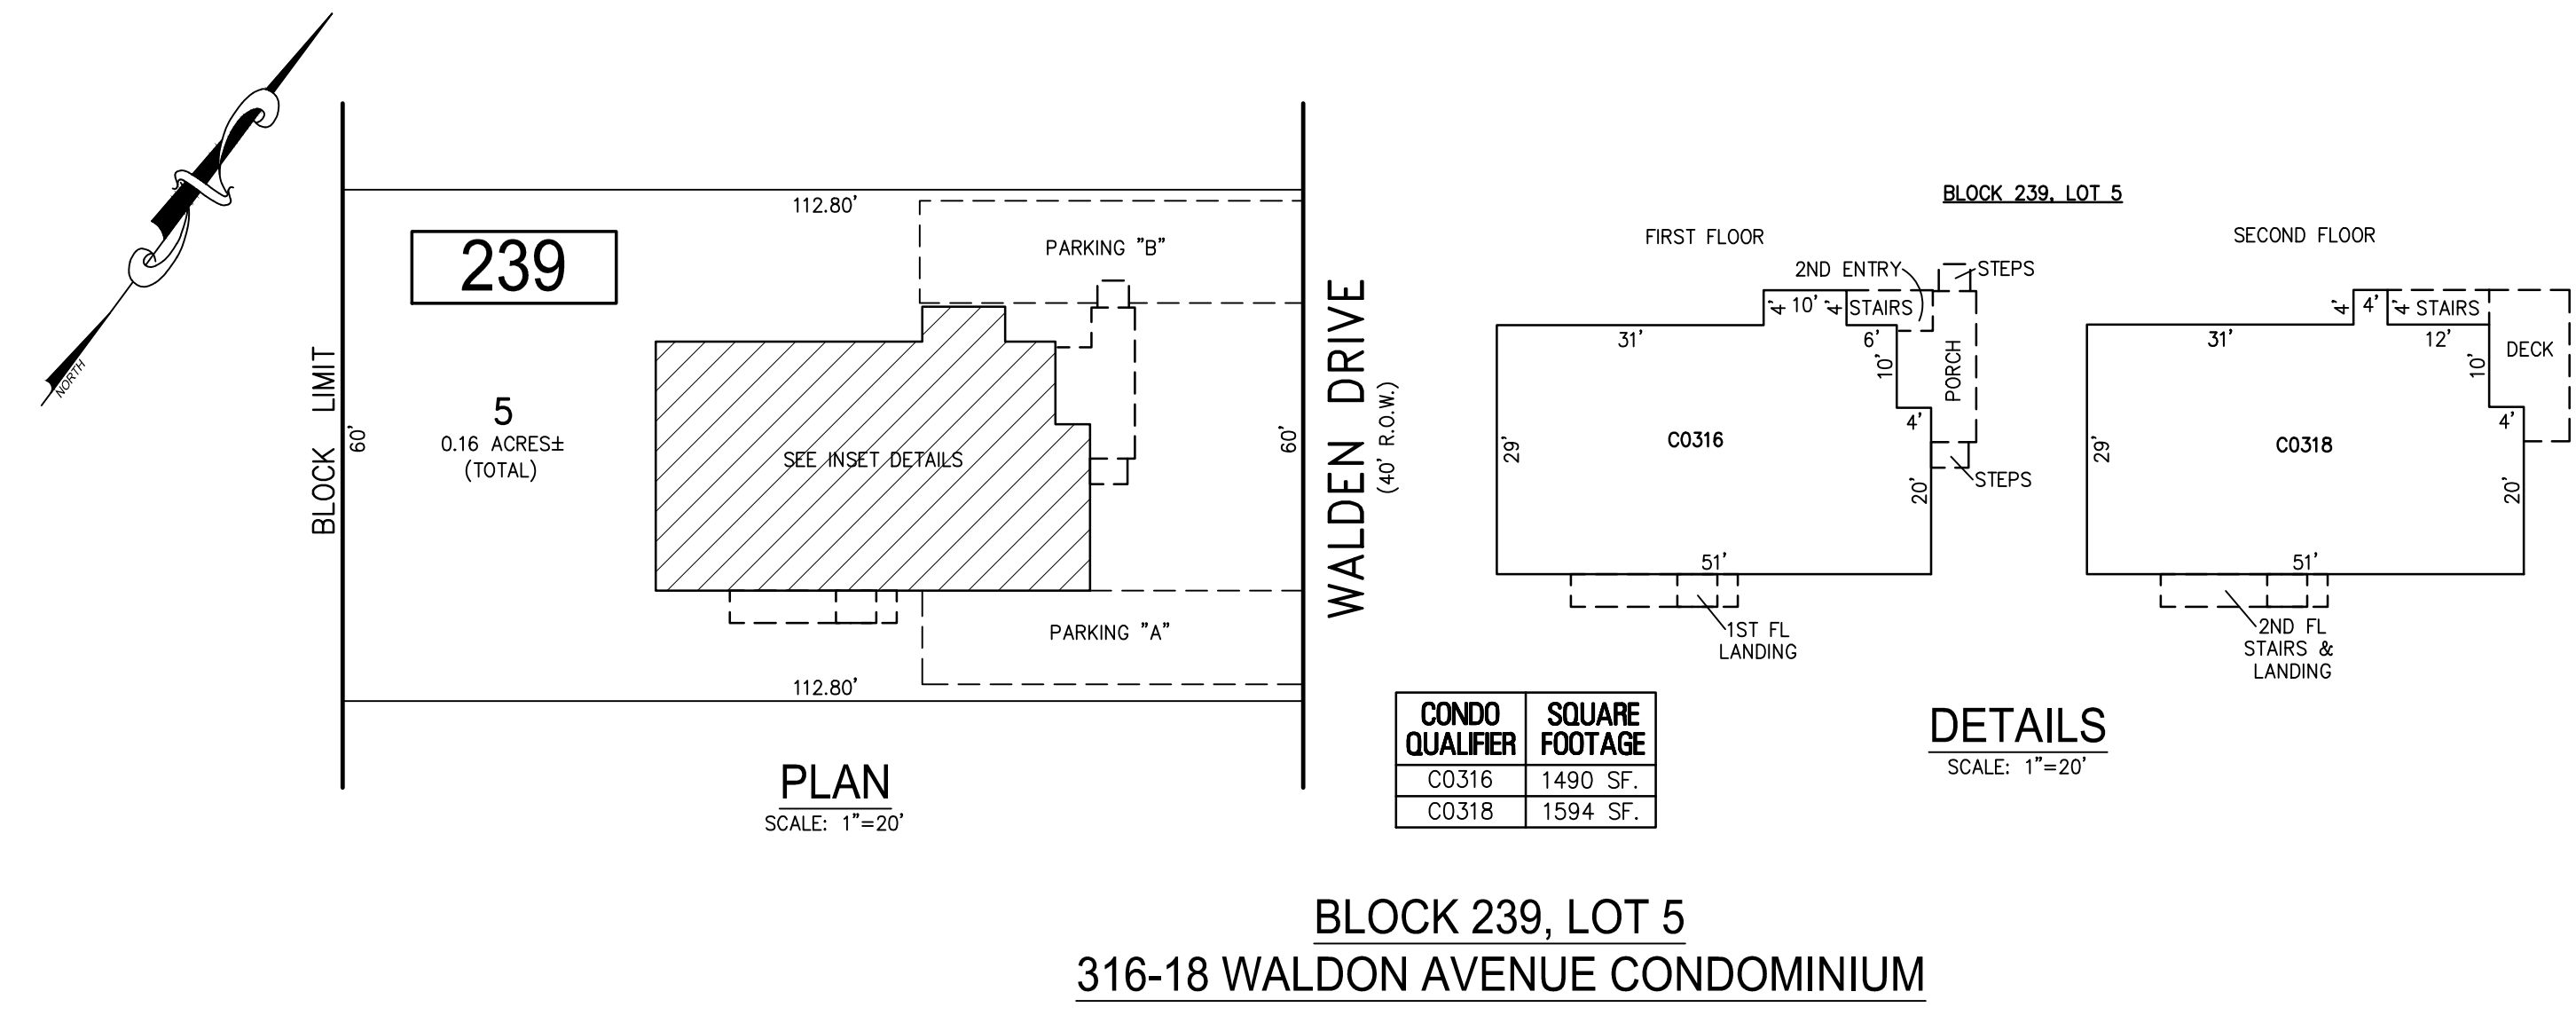 NORTH
BLOCK LIMIT
60'
112.80'
239
5
0.16 ACRES±
(TOTAL)
PARKING "B"
SEE INSET DETAILS
PARKING "A"
112.80'
60'
WALDEN DRIVE
(40' R.O.W.)
PLAN
SCALE: 1"=20'
BLOCK 239, LOT 5
FIRST FLOOR
2ND ENTRY
STEPS
4' 10' 4' STAIRS
31'
6'
10'
PORCH
C0316
4'
29'
20'
STEPS
51'
1ST FL
LANDING
SECOND FLOOR
4' 4' 4' STAIRS
31'
12'
DECK
10'
C0318
4'
29'
20'
51'
2ND FL
STAIRS &
LANDING
CONDO QUALIFIER SQUARE FOOTAGE
C0316 1490 SF.
C0318 1594 SF.
DETAILS
SCALE: 1"=20'
BLOCK 239, LOT 5
316-18 WALDON AVENUE CONDOMINIUM